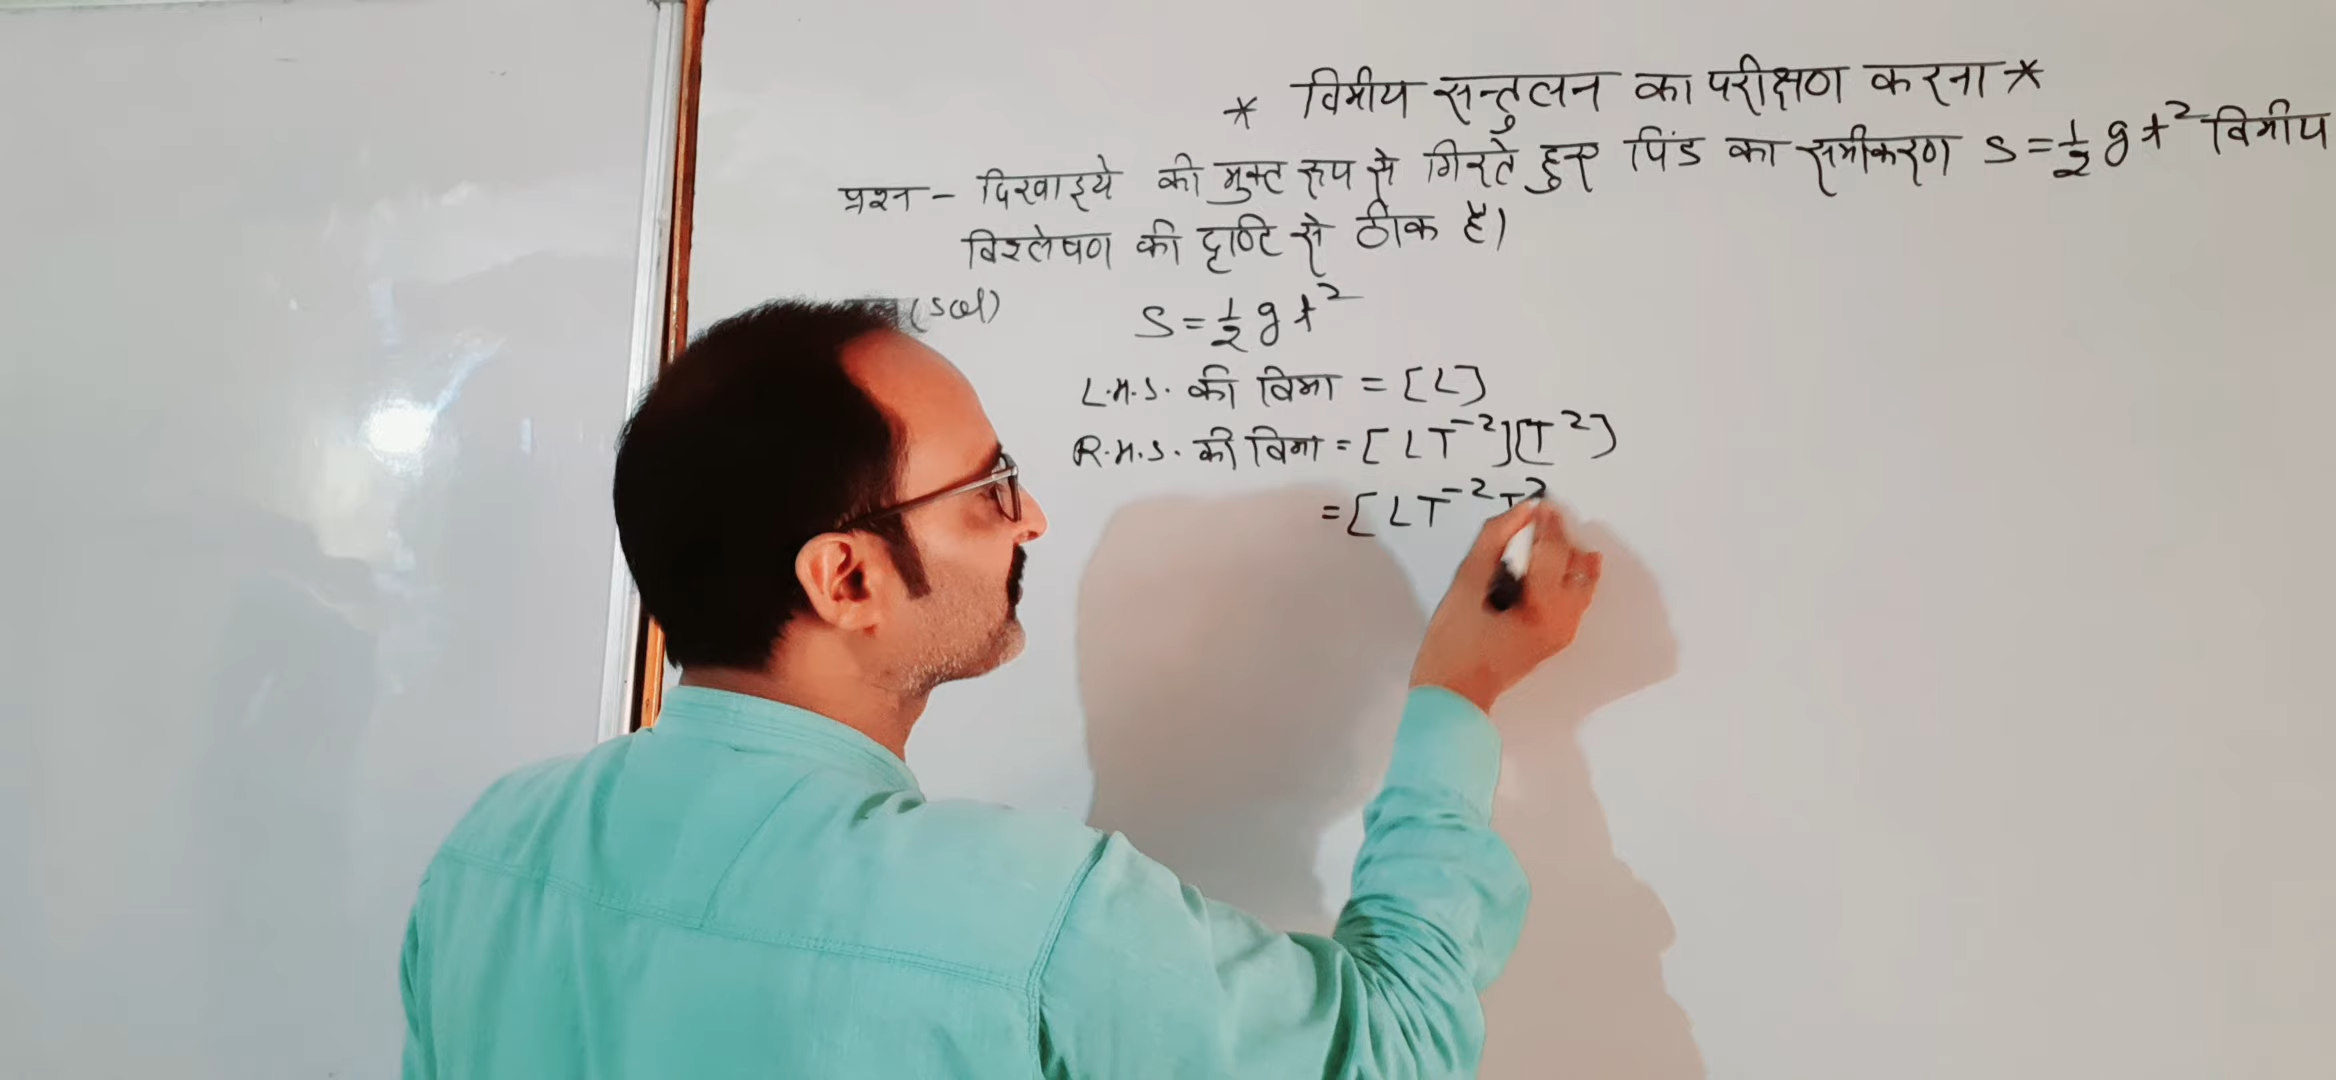 * विमीय सन्तुलन का परीक्षण करना *
प्रश्न - दिखाइये की मुक्त रूप से गिरते हुए पिंड का समीकरण S = 1/2 g t² विमीय
विश्लेषण की दृष्टि से ठीक है।
(Sol) S = 1/2 g t²
L.H.S. की विमा = [L]
R.H.S. की विमा = [LT⁻²][T²]
= [LT⁻²T²